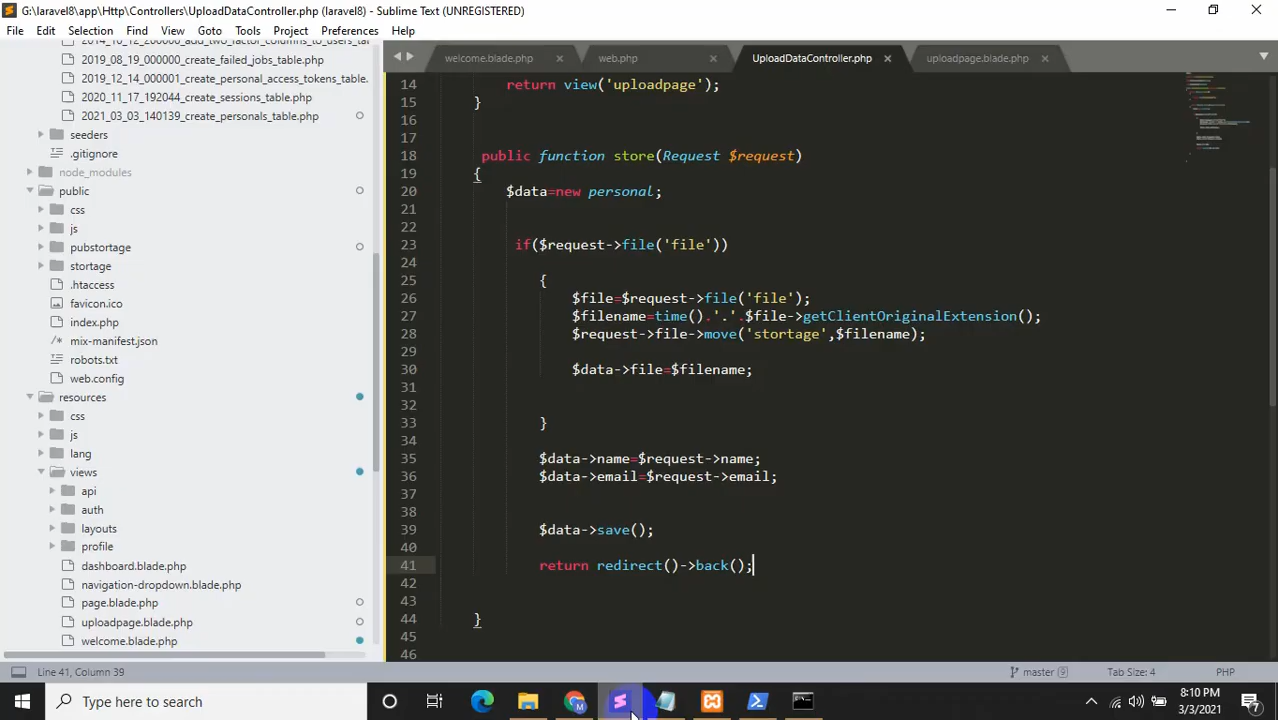 G:\laravel8\app\Http\Controllers\UploadDataController.php (laravel8) - Sublime Text (UNREGISTERED)
File Edit Selection Find View Goto Tools Project Preferences Help
2014_10_12_200000_add_two_factor_columns_to_users_ta
2019_08_19_000000_create_failed_jobs_table.php
2019_12_14_000001_create_personal_access_tokens_table.
2020_11_17_192044_create_sessions_table.php
2021_03_03_140139_create_personals_table.php
seeders
.gitignore
node_modules
public
css
js
pubstortage
stortage
.htaccess
favicon.ico
index.php
mix-manifest.json
robots.txt
web.config
resources
css
js
lang
views
api
auth
layouts
profile
dashboard.blade.php
navigation-dropdown.blade.php
page.blade.php
uploadpage.blade.php
welcome.blade.php
welcome.blade.php web.php UploadDataController.php uploadpage.blade.php
14 return view('uploadpage');
15 }
16
17
18 public function store(Request $request)
19 {
20 $data=new personal;
21
22
23 if($request->file('file'))
24
25 {
26 $file=$request->file('file');
27 $filename=time().'.'.$file->getClientOriginalExtension();
28 $request->file->move('stortage',$filename);
29
30 $data->file=$filename;
31
32
33 }
34
35 $data->name=$request->name;
36 $data->email=$request->email;
37
38
39 $data->save();
40
41 return redirect()->back();
42
43
44 }
45
46
Line 41, Column 39 master 9 Tab Size: 4 PHP
Type here to search
8:10 PM
3/3/2021
7